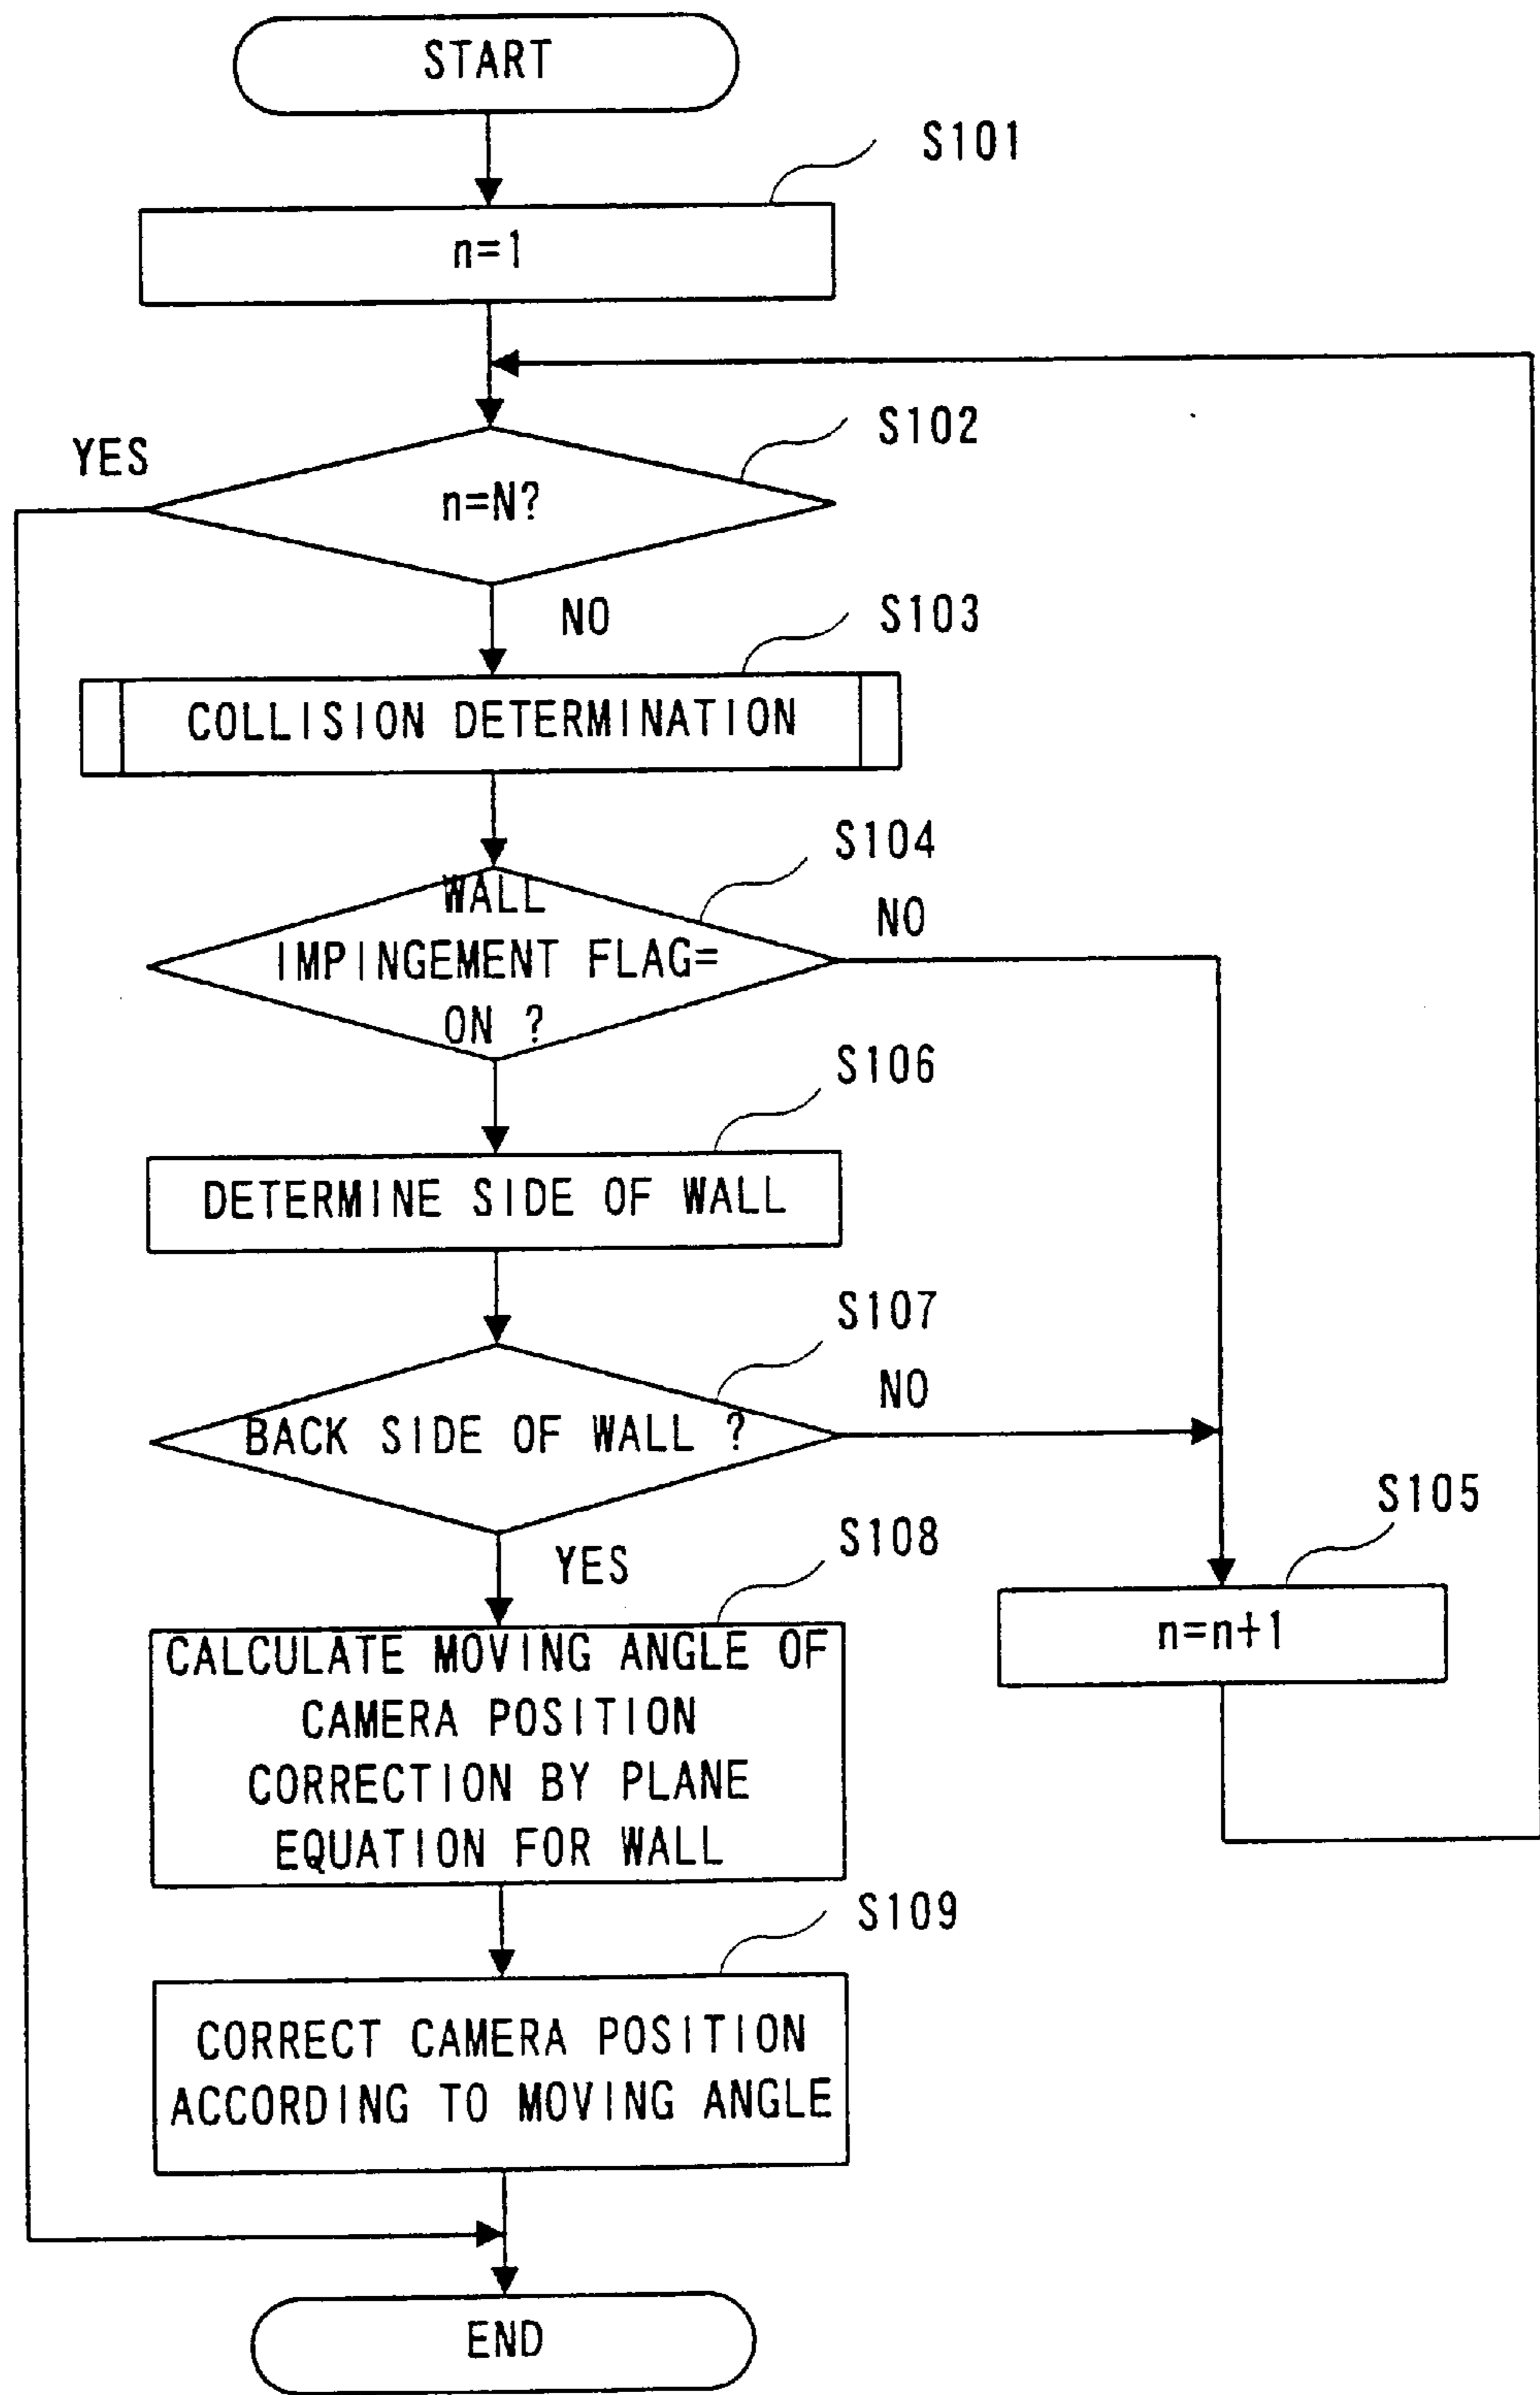 START
S101
n=1
S102
YES
n=N?
NO
S103
COLLISION DETERMINATION
S104
WALL
IMPINGEMENT FLAG=
ON ?
NO
S106
DETERMINE SIDE OF WALL
S107
NO
BACK SIDE OF WALL ?
S105
YES
S108
n=n+1
CALCULATE MOVING ANGLE OF
CAMERA POSITION
CORRECTION BY PLANE
EQUATION FOR WALL
S109
CORRECT CAMERA POSITION
ACCORDING TO MOVING ANGLE
END